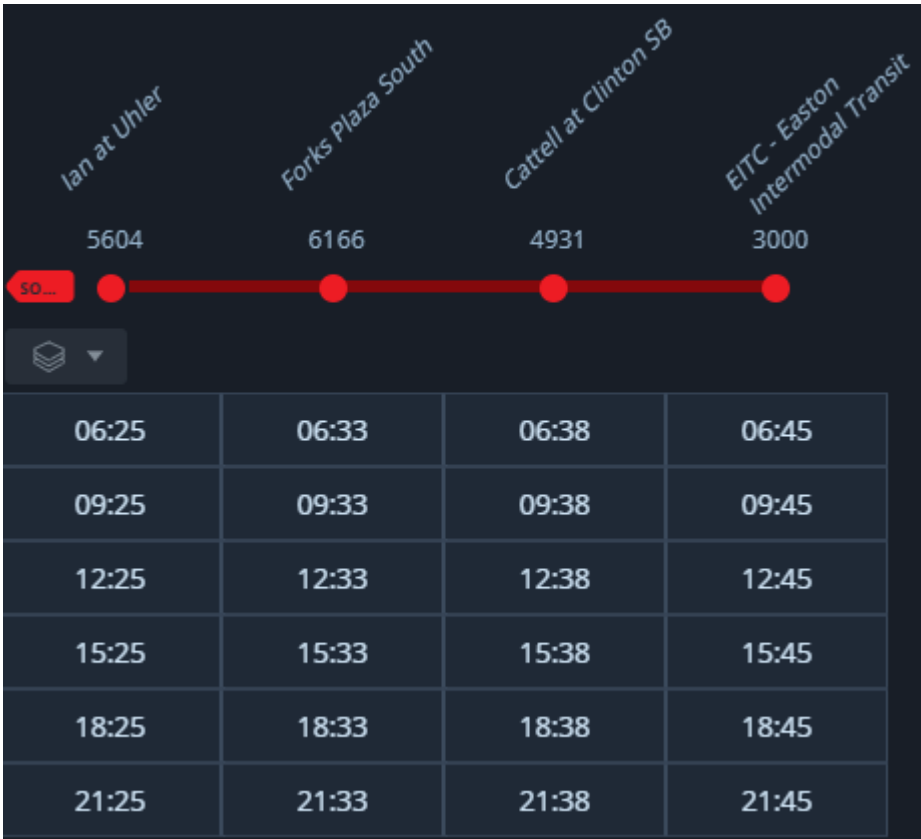 Ian at Uhler
Forks Plaza South
Cattell at Clinton SB
EITC - Easton
Intermodal Transit
5604 6166 4931 3000
SO...
06:25 06:33 06:38 06:45
09:25 09:33 09:38 09:45
12:25 12:33 12:38 12:45
15:25 15:33 15:38 15:45
18:25 18:33 18:38 18:45
21:25 21:33 21:38 21:45